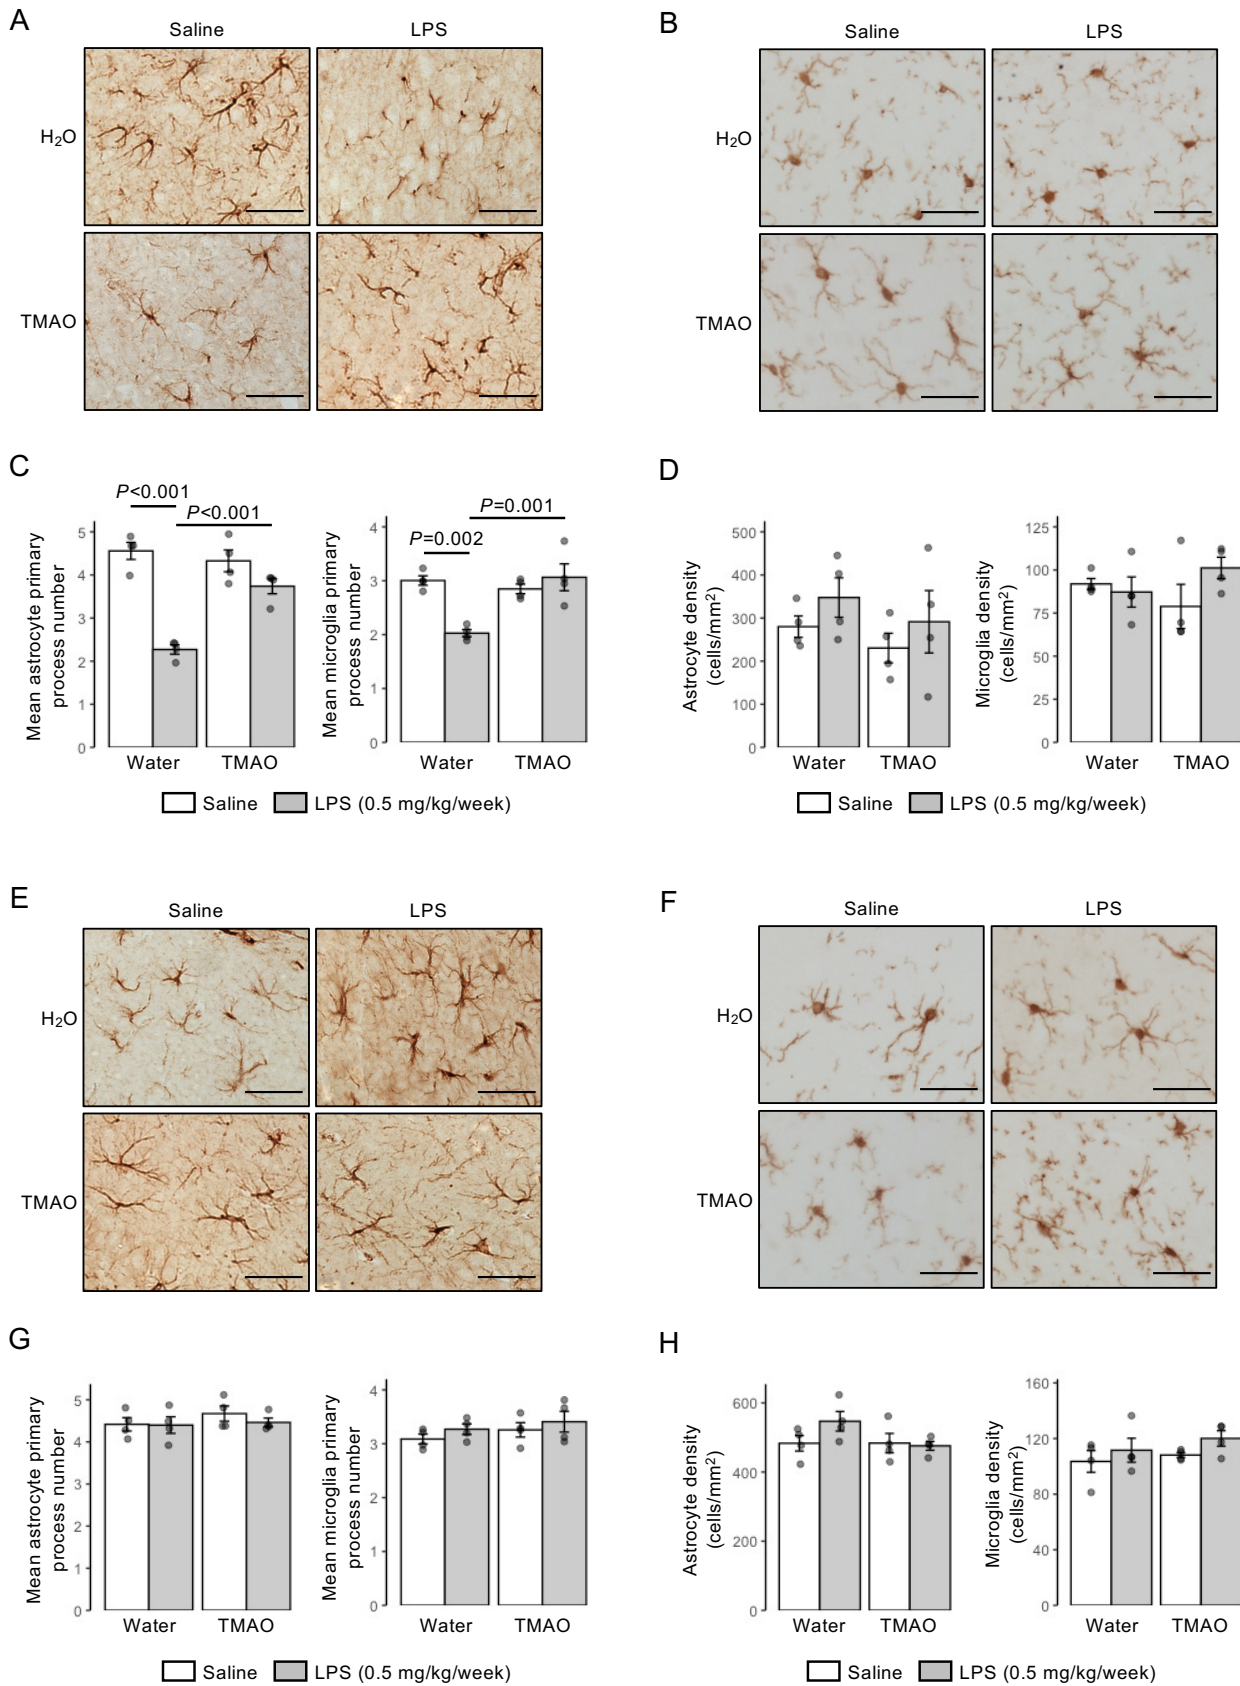 A
Saline
LPS
H₂O
TMAO
B
Saline
LPS
H₂O
TMAO
C
P<0.001
P<0.001
Mean astrocyte primary
process number
5
4
3
2
1
0
Water
TMAO
P=0.001
P=0.002
Mean microglia primary
process number
4
3
2
1
0
Water
TMAO
Saline
LPS (0.5 mg/kg/week)
D
Astrocyte density
(cells/mm²)
500
400
300
200
100
0
Water
TMAO
Microglia density
(cells/mm²)
125
100
75
50
25
0
Water
TMAO
Saline
LPS (0.5 mg/kg/week)
E
Saline
LPS
H₂O
TMAO
F
Saline
LPS
H₂O
TMAO
G
Mean astrocyte primary
process number
5
4
3
2
1
0
Water
TMAO
Mean microglia primary
process number
4
3
2
1
0
Water
TMAO
Saline
LPS (0.5 mg/kg/week)
H
Astrocyte density
(cells/mm²)
600
400
200
0
Water
TMAO
Microglia density
(cells/mm²)
160
120
80
40
0
Water
TMAO
Saline
LPS (0.5 mg/kg/week)